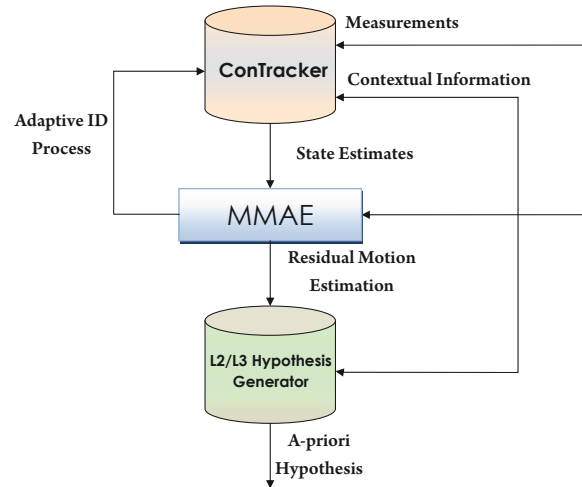 Measurements
ConTracker
Contextual Information
Adaptive ID
Process
State Estimates
MMAE
Residual Motion
Estimation
L2/L3 Hypothesis
Generator
A-priori
Hypothesis